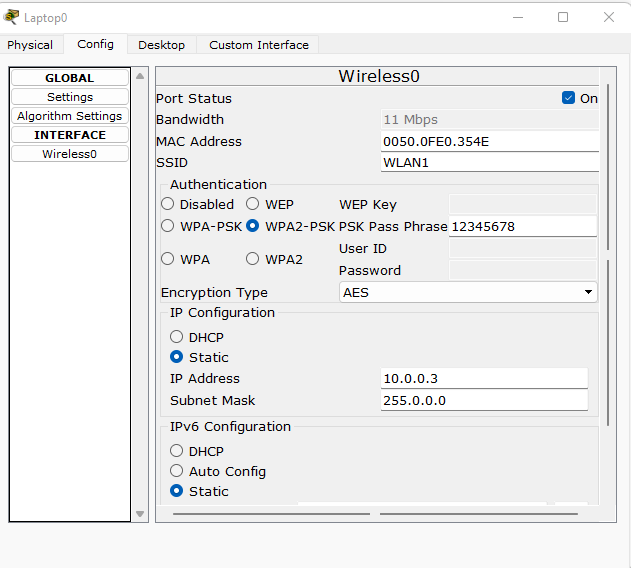 Laptop0
Physical Config Desktop Custom Interface
GLOBAL
Settings
Algorithm Settings
INTERFACE
Wireless0
Wireless0
Port Status On
Bandwidth 11 Mbps
MAC Address 0050.0FE0.354E
SSID WLAN1
Authentication
Disabled WEP WEP Key
WPA-PSK WPA2-PSK PSK Pass Phrase 12345678
User ID
WPA WPA2
Password
Encryption Type AES
IP Configuration
DHCP
Static
IP Address 10.0.0.3
Subnet Mask 255.0.0.0
IPv6 Configuration
DHCP
Auto Config
Static